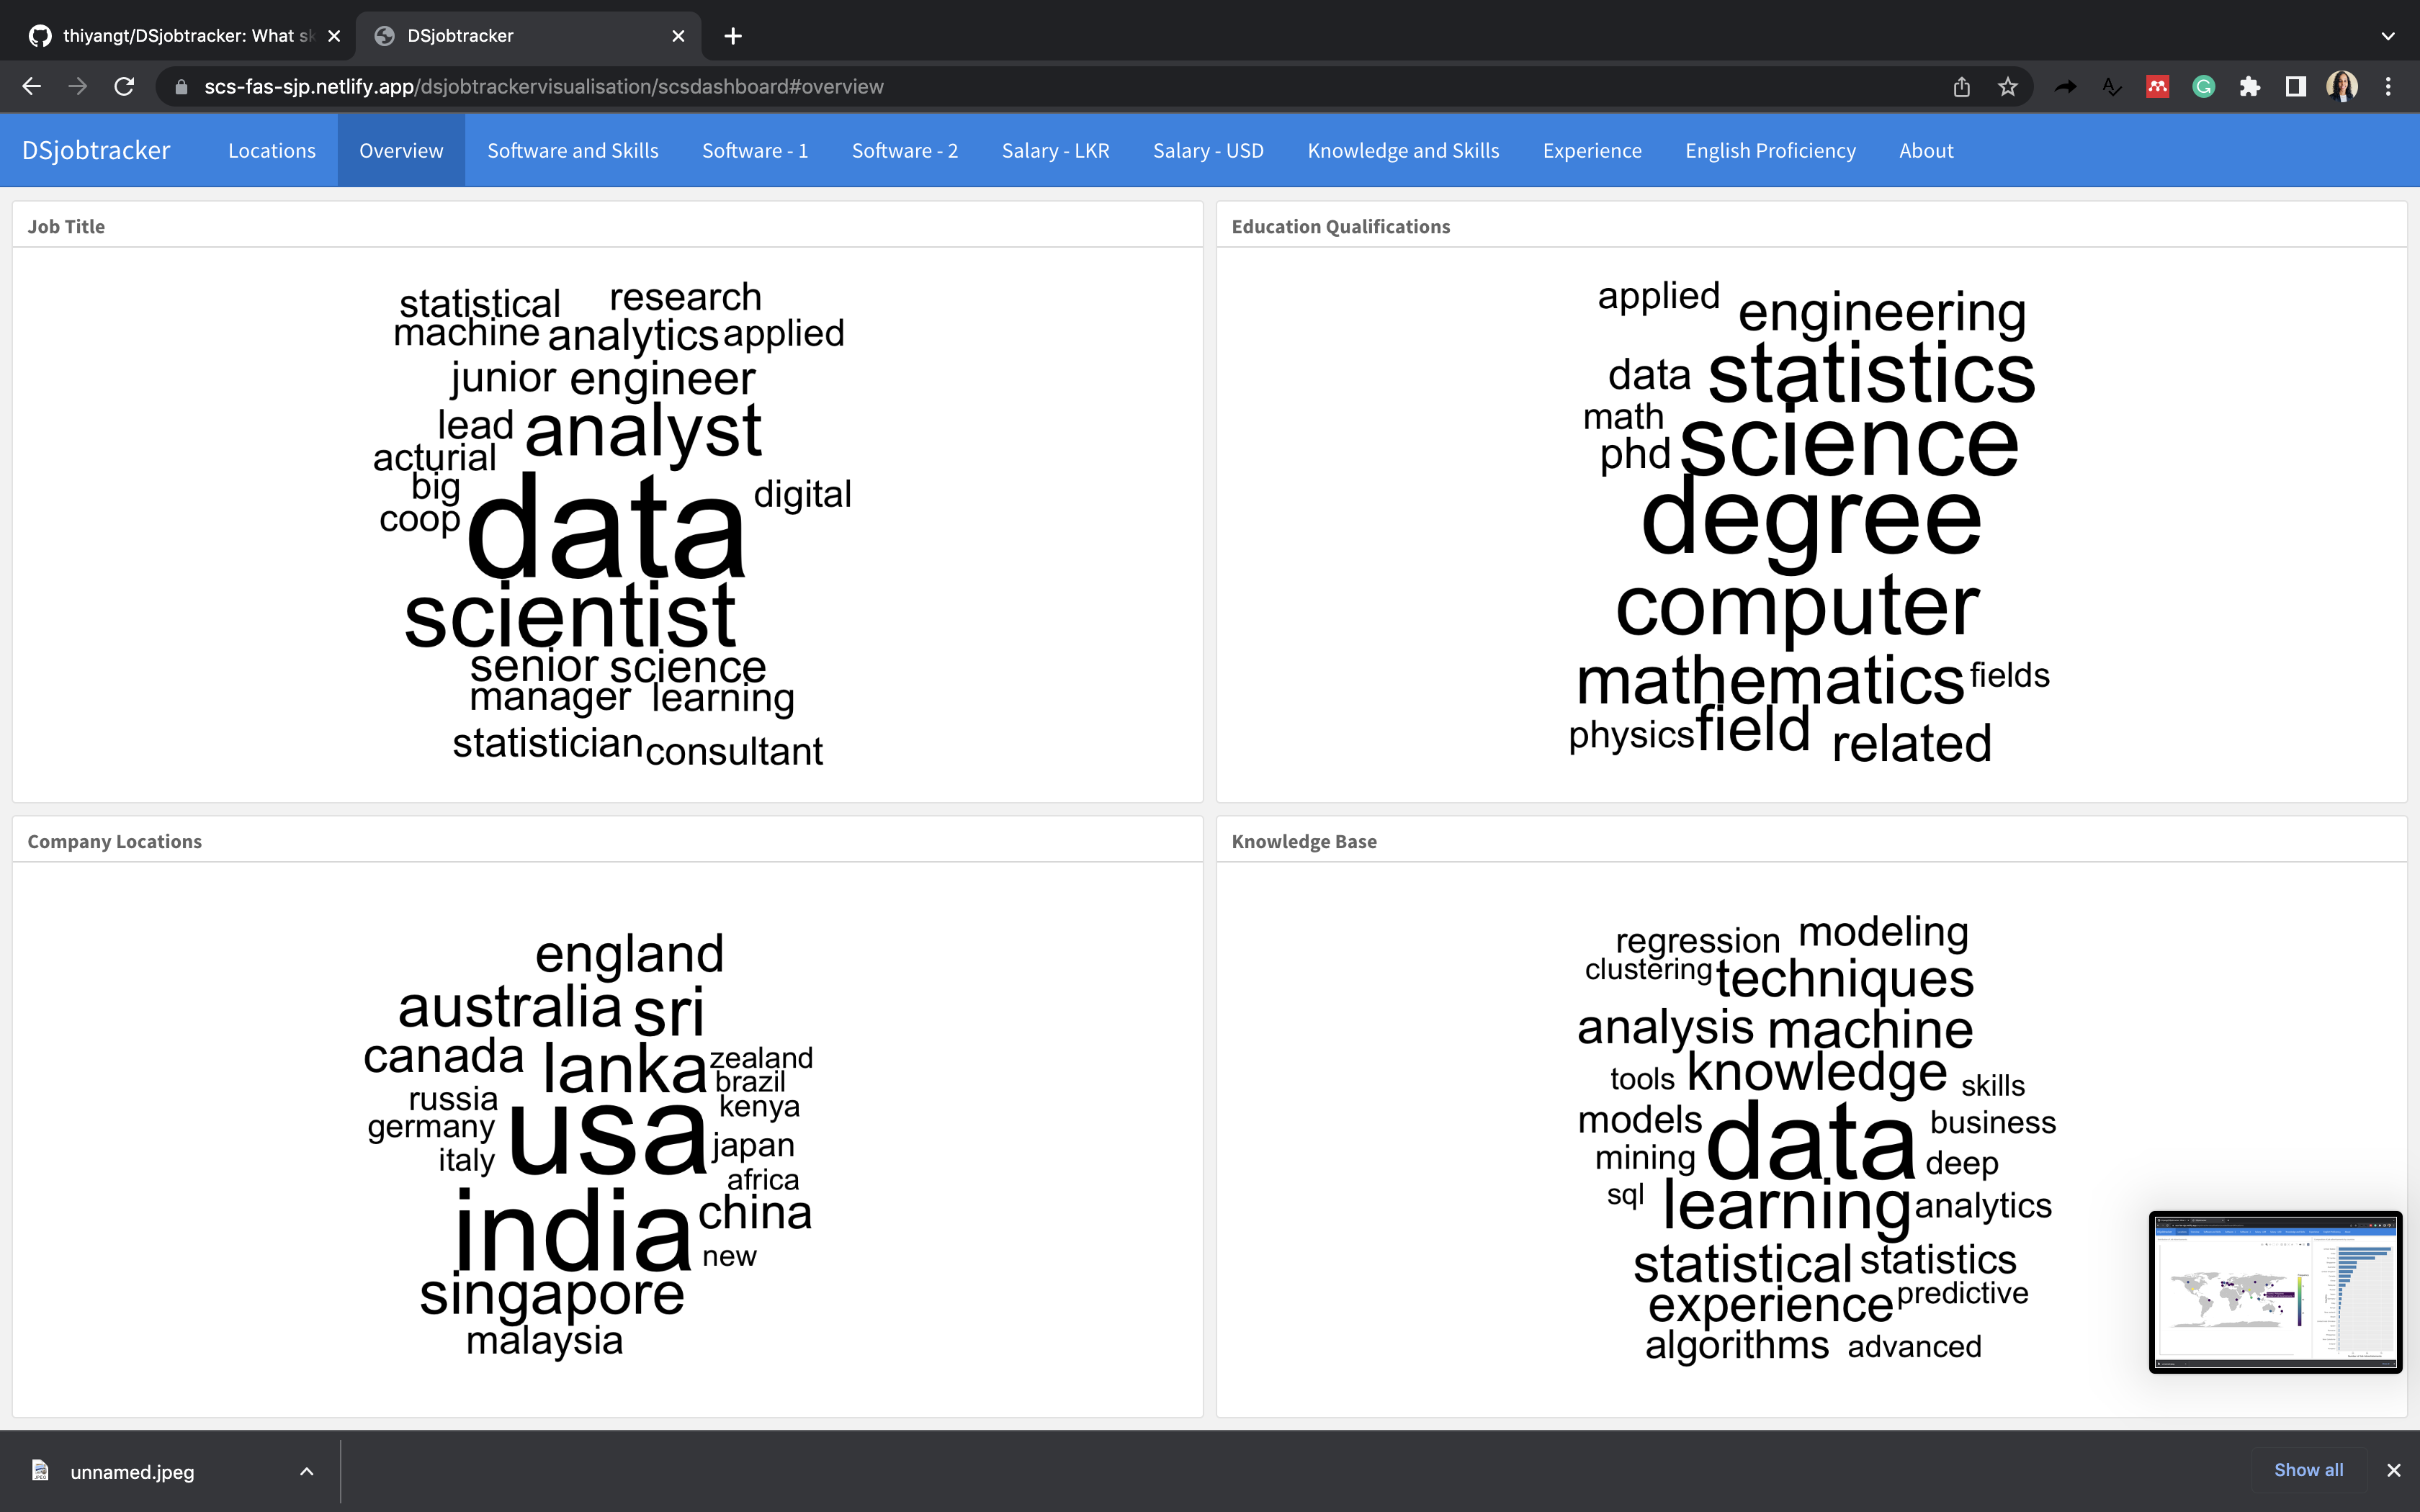 thiyangt/DSjobtracker: What sk
DSjobtracker
scs-fas-sjp.netlify.app/dsjobtrackervisualisation/scsdashboard#overview
DSjobtracker Locations Overview Software and Skills Software - 1 Software - 2 Salary - LKR Salary - USD Knowledge and Skills Experience English Proficiency About
Job Title
statistical research
machine analytics applied
junior engineer
lead analyst
acturial
big digital
coop data
scientist
senior science
manager learning
statistician consultant
Education Qualifications
applied engineering
data statistics
math
phd science
degree
computer
mathematics fields
physics field related
Company Locations
england
australia sri
canada lanka zealand
brazil
russia kenya
germany usa japan
italy africa
india china
new
singapore
malaysia
Knowledge Base
regression modeling
clustering techniques
analysis machine
tools knowledge skills
models data business
mining deep
sql learning analytics
statistical statistics
experience predictive
algorithms advanced
unnamed.jpeg
Show all